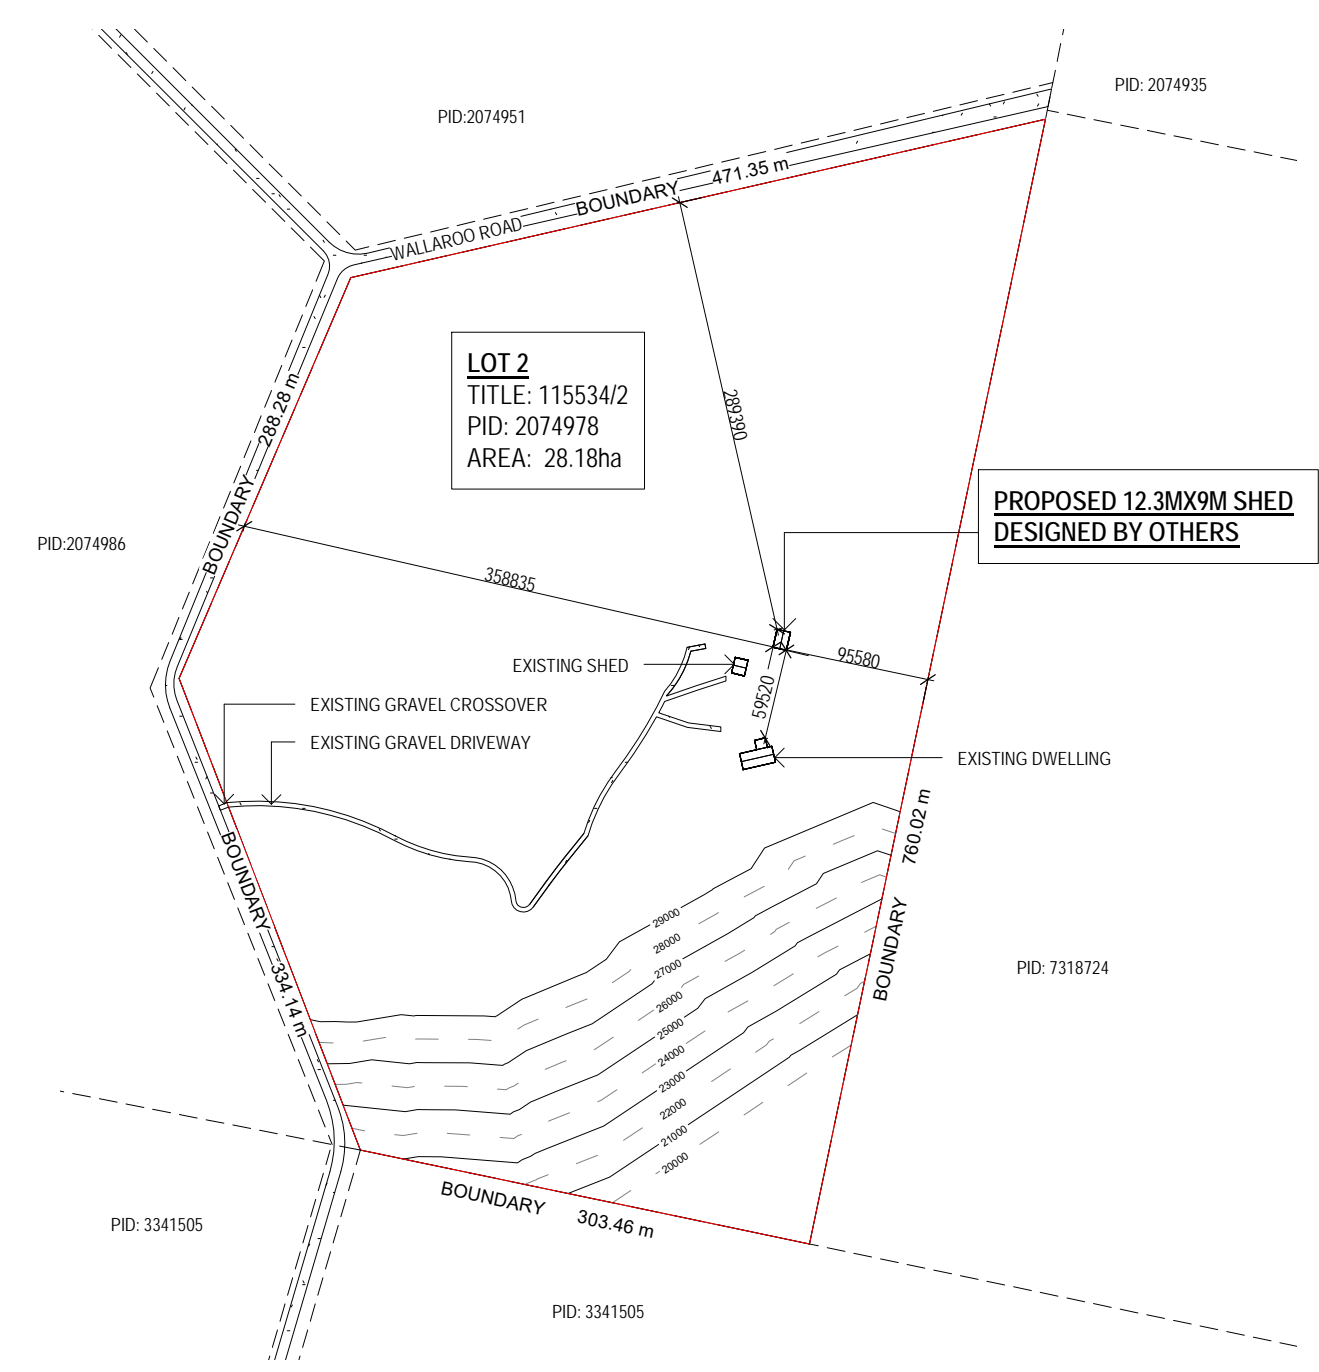 PID: 2074935
PID:2074951
BOUNDARY 471.35 m
WALLAROO ROAD
LOT 2
TITLE: 115534/2
PID: 2074978
AREA: 28.18ha
BOUNDARY 288.28 m
289390
PROPOSED 12.3MX9M SHED
DESIGNED BY OTHERS
PID:2074986
358835
EXISTING SHED
95580
59520
EXISTING GRAVEL CROSSOVER
EXISTING GRAVEL DRIVEWAY
EXISTING DWELLING
BOUNDARY 760.02 m
BOUNDARY 334.14 m
29000
28000
27000
26000
25000
24000
23000
22000
21000
20000
PID: 7318724
BOUNDARY 303.46 m
PID: 3341505
PID: 3341505